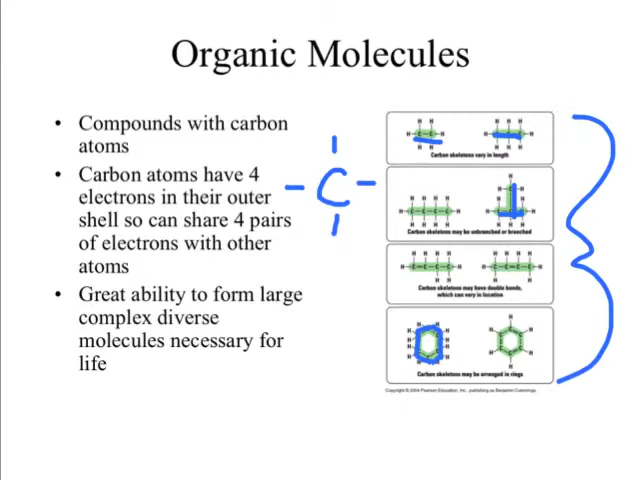 Organic Molecules
• Compounds with carbon
atoms
• Carbon atoms have 4
electrons in their outer
shell so can share 4 pairs
of electrons with other
atoms
• Great ability to form large
complex diverse
molecules necessary for
life
C
Carbon skeletons vary in length
Carbon skeletons may be unbranched or branched
Carbon skeletons may have double bonds,
which can vary in location
Carbon skeletons may be arranged in rings
Copyright © 2004 Pearson Education, Inc., publishing as Benjamin Cummings.